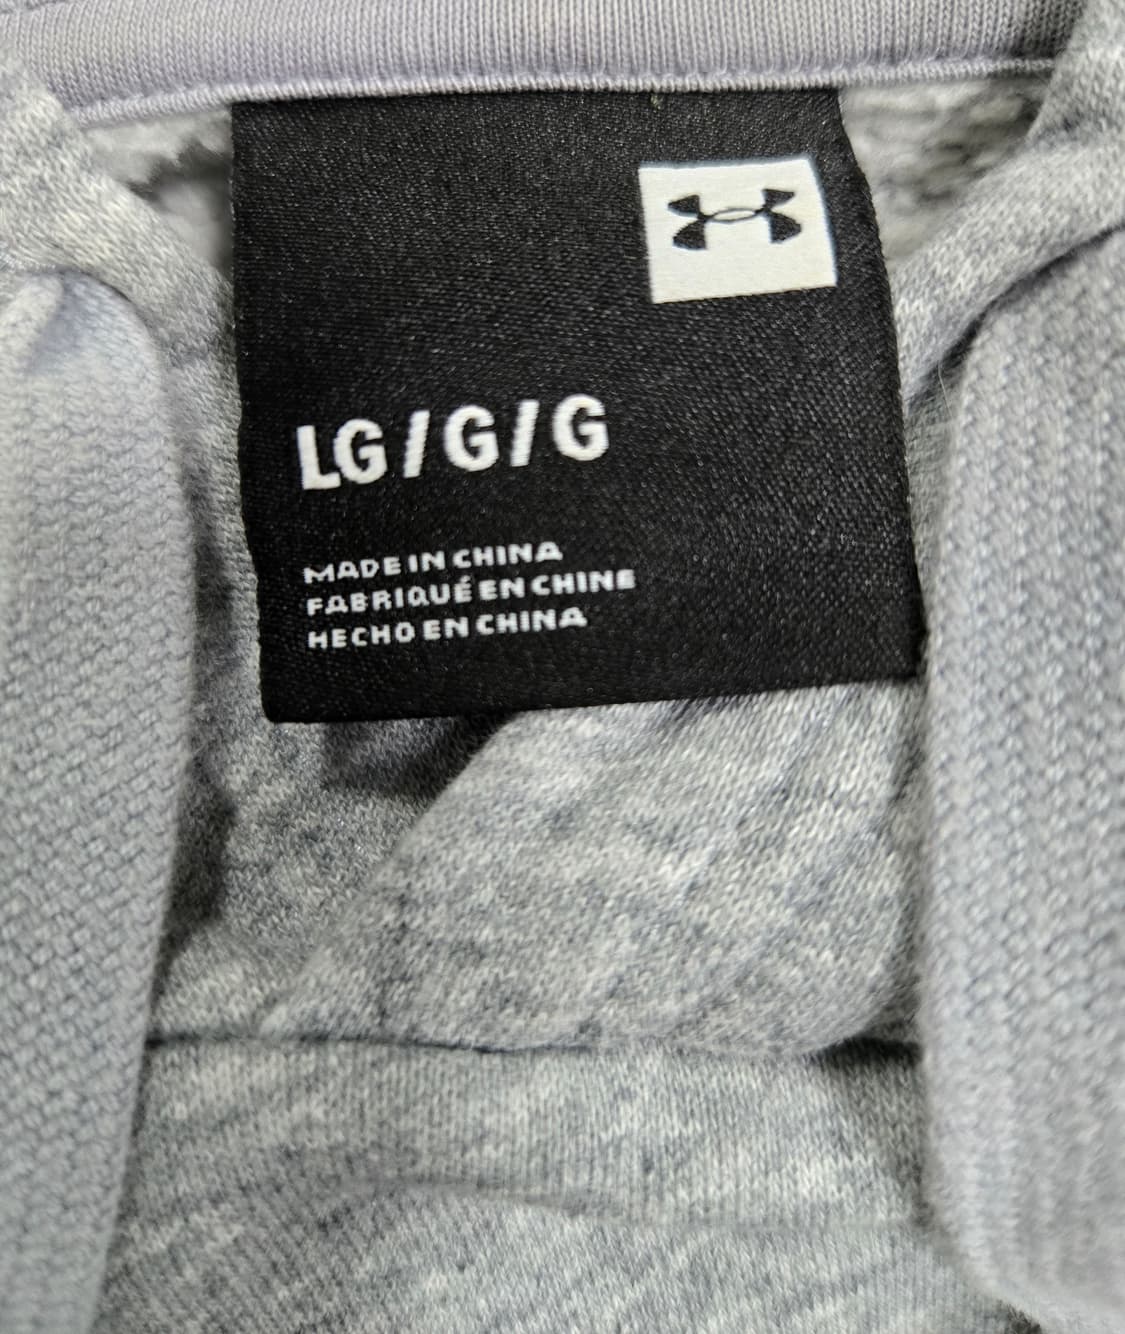 LG/G/G
MADE IN CHINA
FABRIQUÉ EN CHINE
HECHO EN CHINA